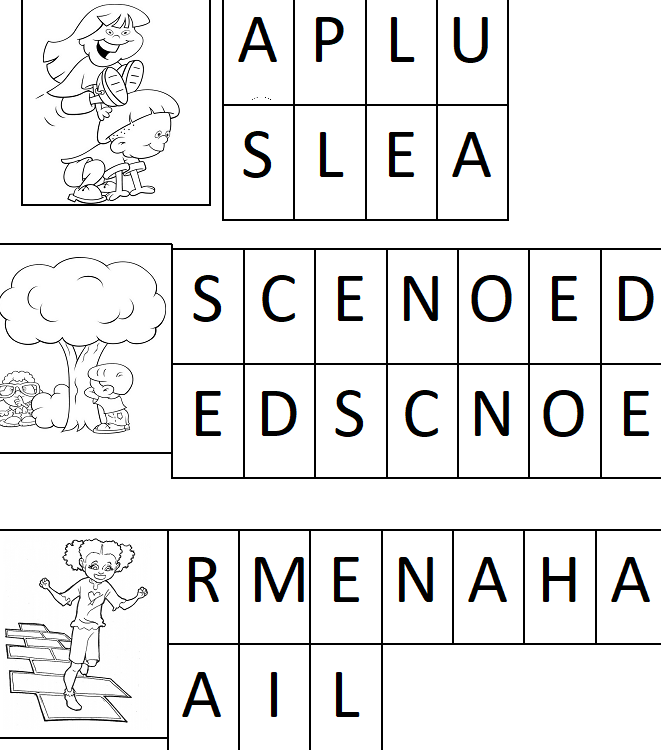 A P L U
S L E A
S C E N O E D
E D S C N O E
R M E N A H A
A I L